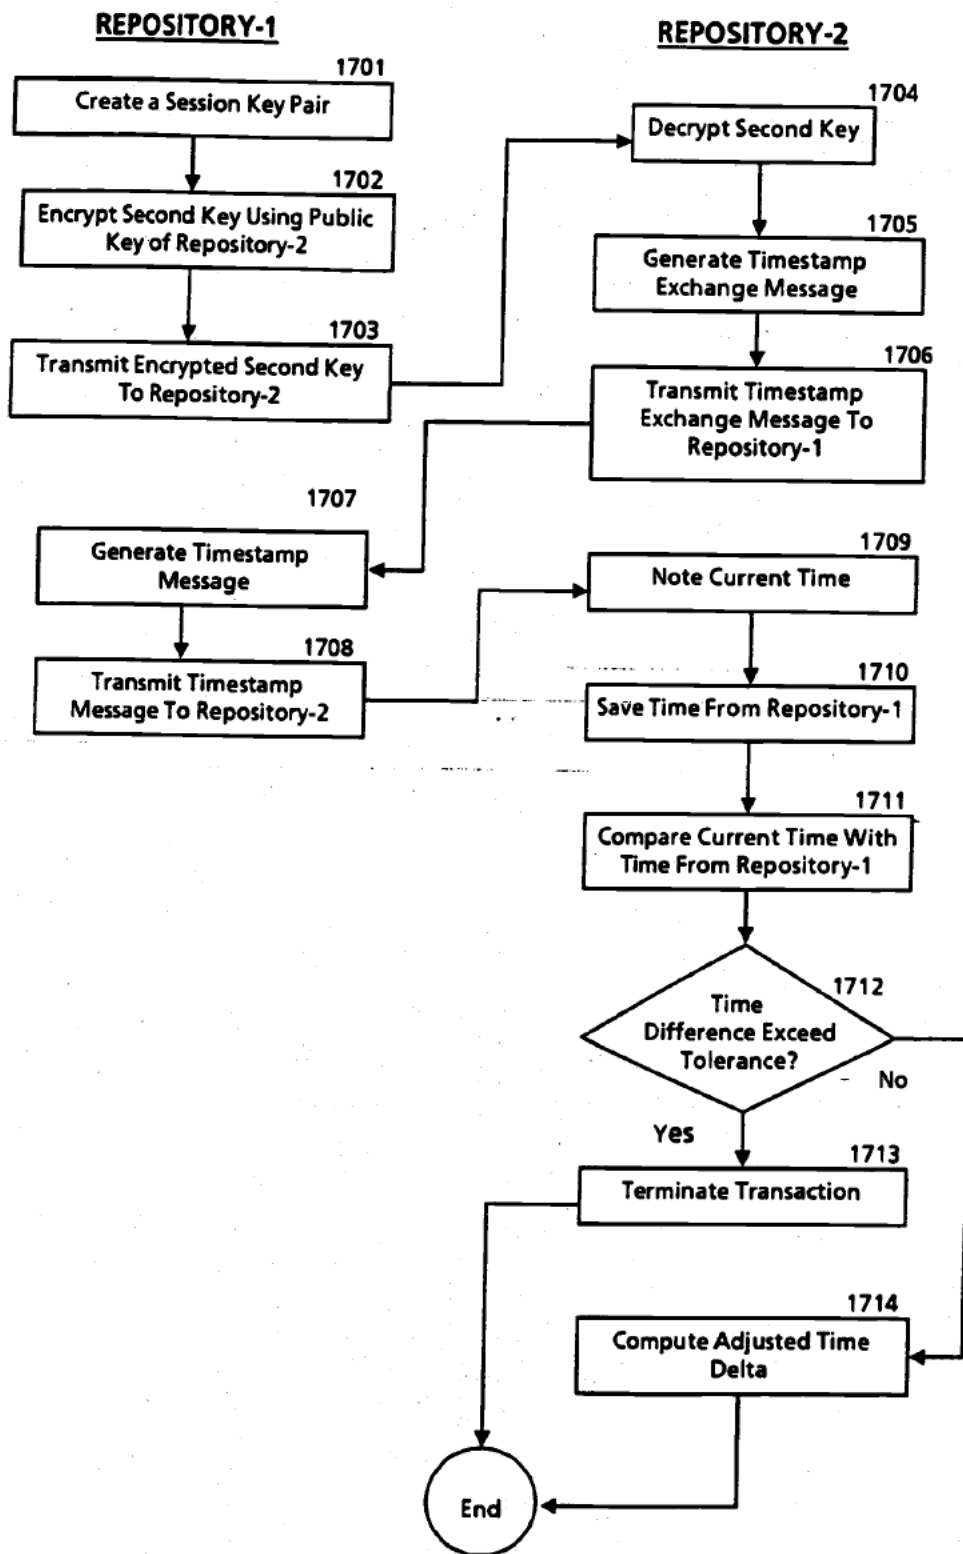 REPOSITORY-1
1701
Create a Session Key Pair
1702
Encrypt Second Key Using Public
Key of Repository-2
1703
Transmit Encrypted Second Key
To Repository-2
REPOSITORY-2
1704
Decrypt Second Key
1705
Generate Timestamp
Exchange Message
1706
Transmit Timestamp
Exchange Message To
Repository-1
1707
Generate Timestamp
Message
1708
Transmit Timestamp
Message To Repository-2
1709
Note Current Time
1710
Save Time From Repository-1
1711
Compare Current Time With
Time From Repository-1
1712
Time
Difference Exceed
Tolerance?
No
Yes
1713
Terminate Transaction
1714
Compute Adjusted Time
Delta
End